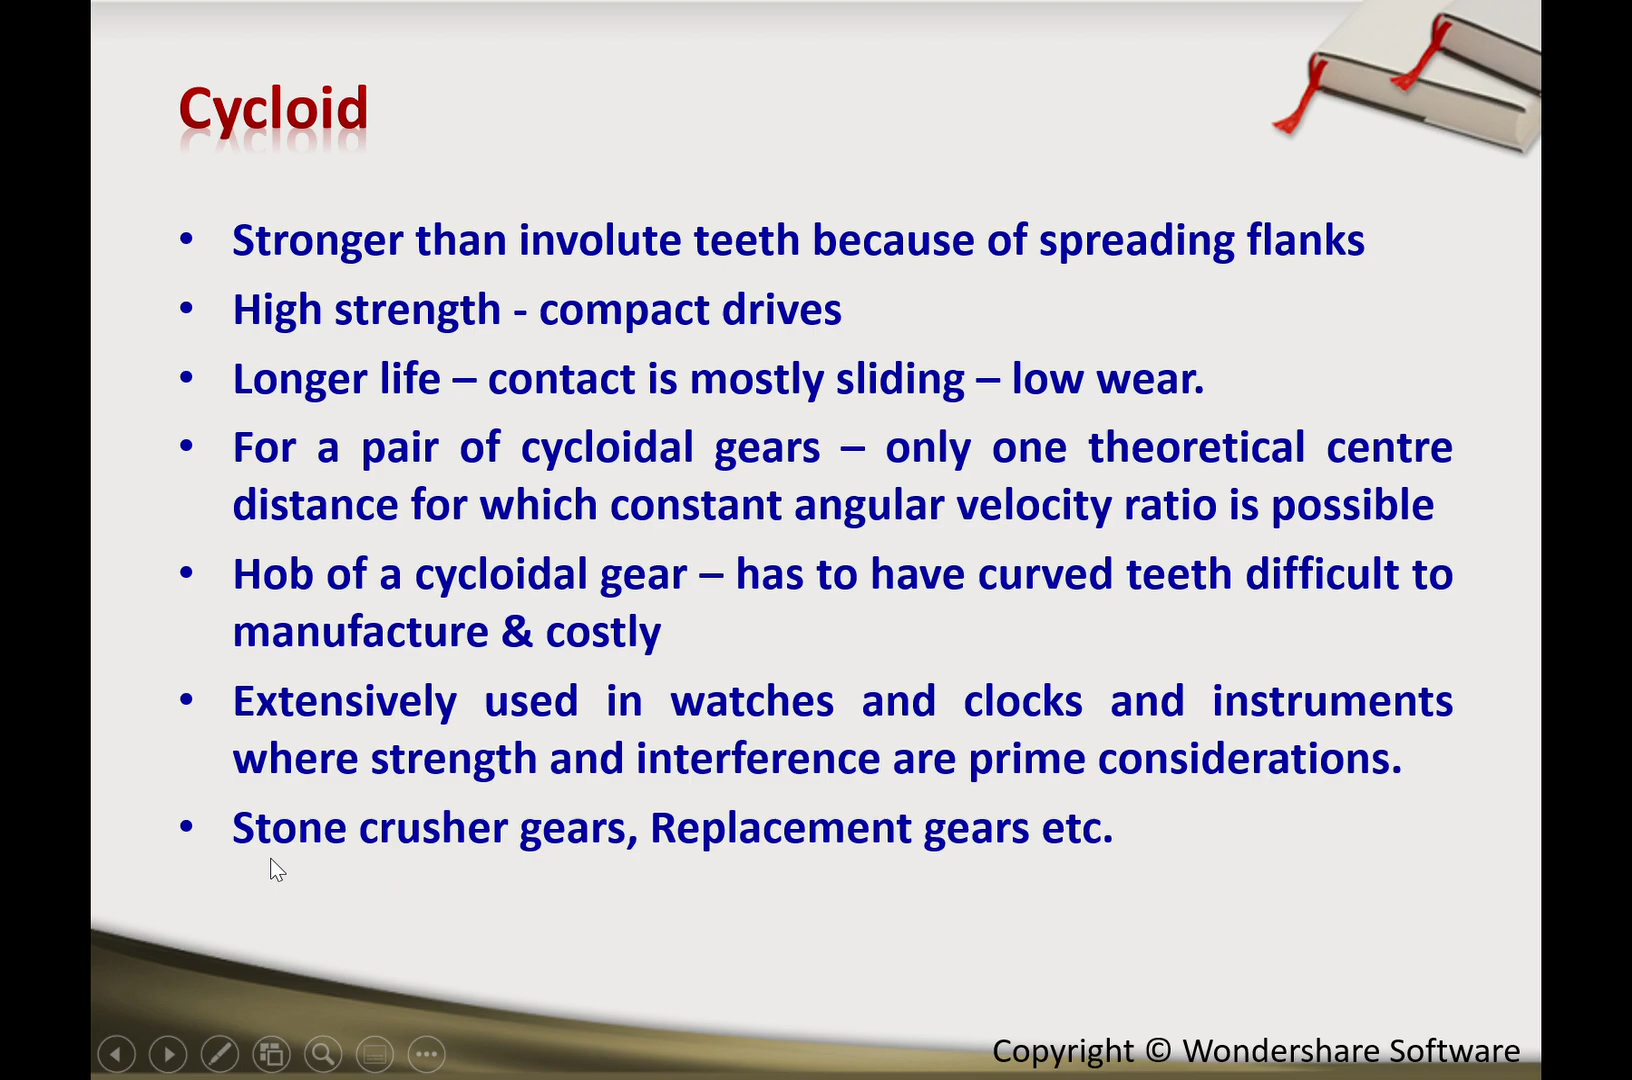 Cycloid
• Stronger than involute teeth because of spreading flanks
• High strength - compact drives
• Longer life – contact is mostly sliding – low wear.
• For a pair of cycloidal gears – only one theoretical centre
distance for which constant angular velocity ratio is possible
• Hob of a cycloidal gear – has to have curved teeth difficult to
manufacture & costly
• Extensively used in watches and clocks and instruments
where strength and interference are prime considerations.
• Stone crusher gears, Replacement gears etc.
Copyright © Wondershare Software